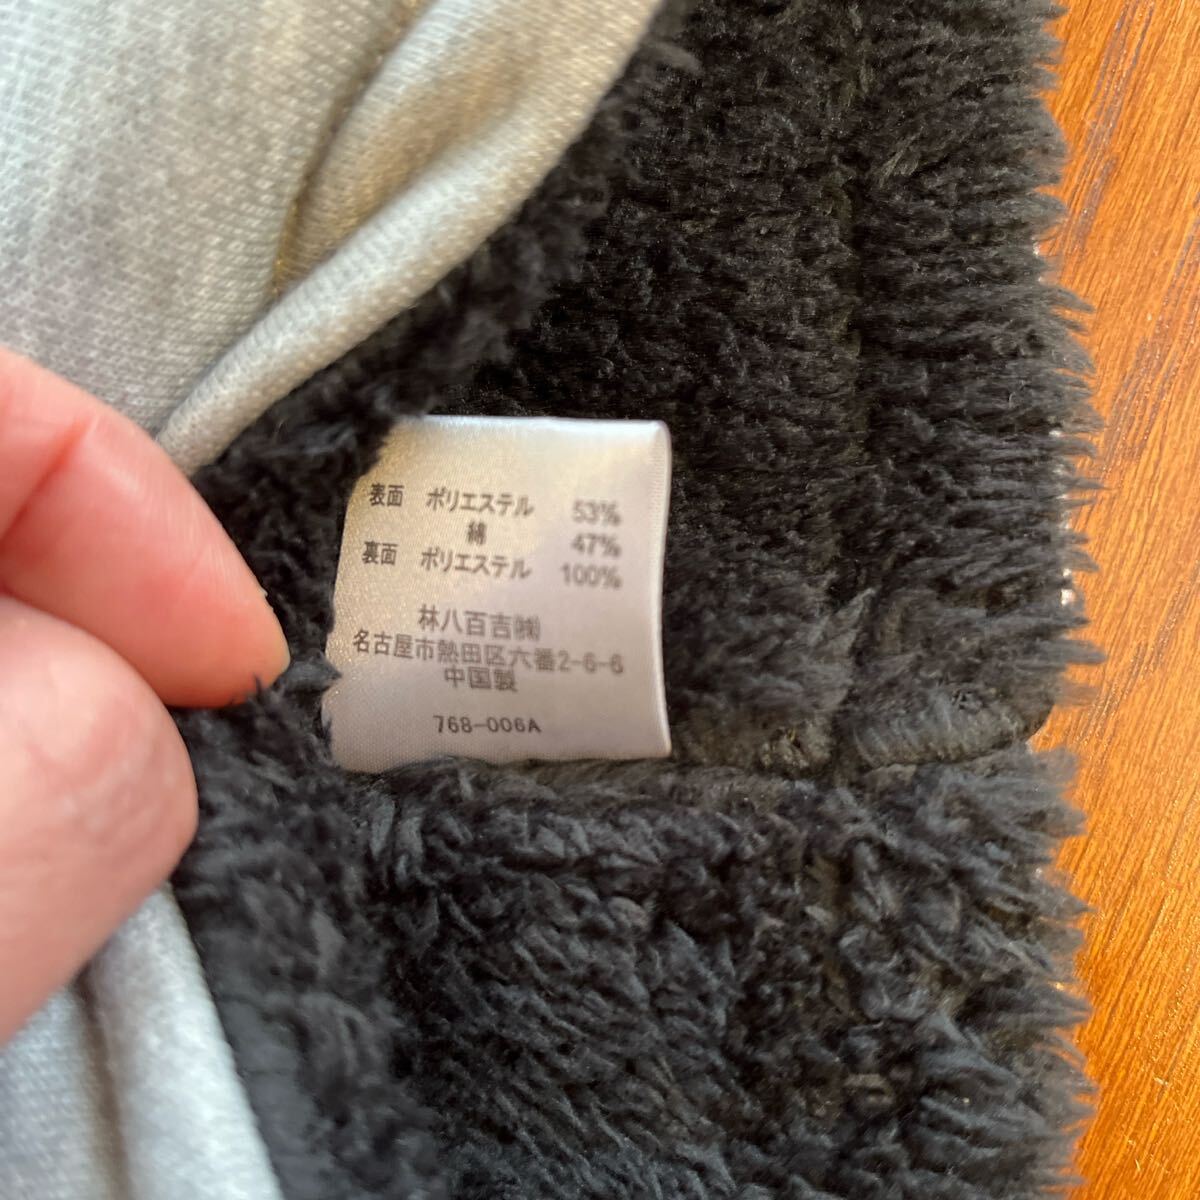 表面 ポリエステル 53%
綿 47%
裏面 ポリエステル 100%
林八百吉㈱
名古屋市熱田区六番2-6-6
中国製
768-006A